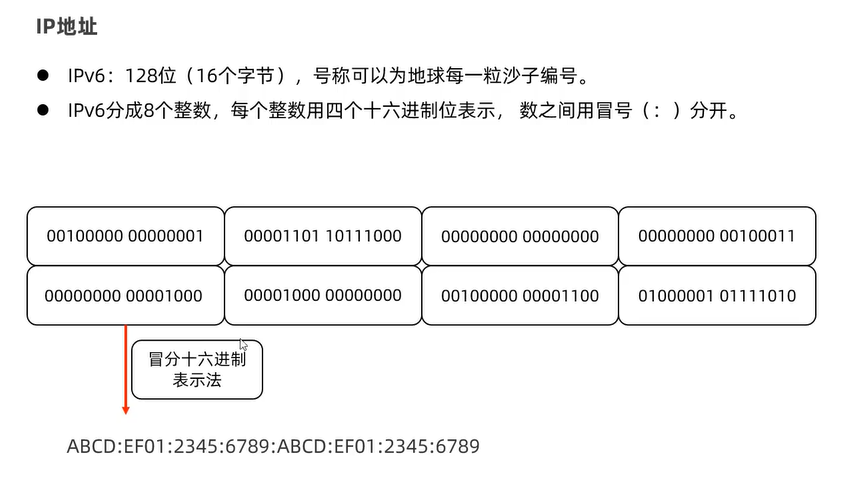 IP地址
● IPv6：128位（16个字节），号称可以为地球每一粒沙子编号。
● IPv6分成8个整数，每个整数用四个十六进制位表示， 数之间用冒号（：）分开。
00100000 00000001 00001101 10111000 00000000 00000000 00000000 00100011
00000000 00001000 00001000 00000000 00100000 00001100 01000001 01111010
冒分十六进制
表示法
ABCD:EF01:2345:6789:ABCD:EF01:2345:6789